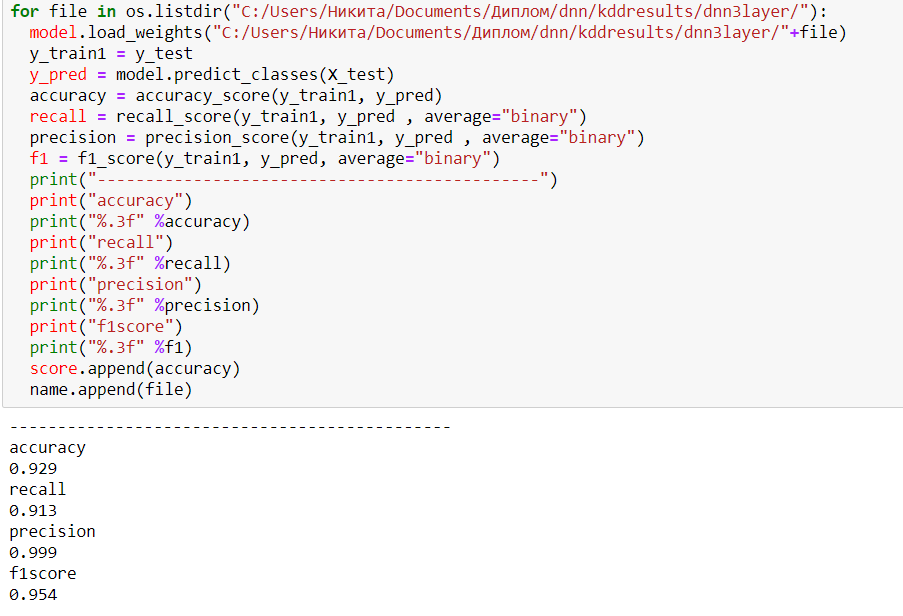 for file in os.listdir("C:/Users/Никита/Documents/Диплом/dnn/kddresults/dnn3layer/"):
  model.load_weights("C:/Users/Никита/Documents/Диплом/dnn/kddresults/dnn3layer/"+file)
  y_train1 = y_test
  y_pred = model.predict_classes(X_test)
  accuracy = accuracy_score(y_train1, y_pred)
  recall = recall_score(y_train1, y_pred , average="binary")
  precision = precision_score(y_train1, y_pred , average="binary")
  f1 = f1_score(y_train1, y_pred, average="binary")
  print("----------------------------------------------")
  print("accuracy")
  print("%.3f" %accuracy)
  print("recall")
  print("%.3f" %recall)
  print("precision")
  print("%.3f" %precision)
  print("f1score")
  print("%.3f" %f1)
  score.append(accuracy)
  name.append(file)
----------------------------------------------
accuracy
0.929
recall
0.913
precision
0.999
f1score
0.954